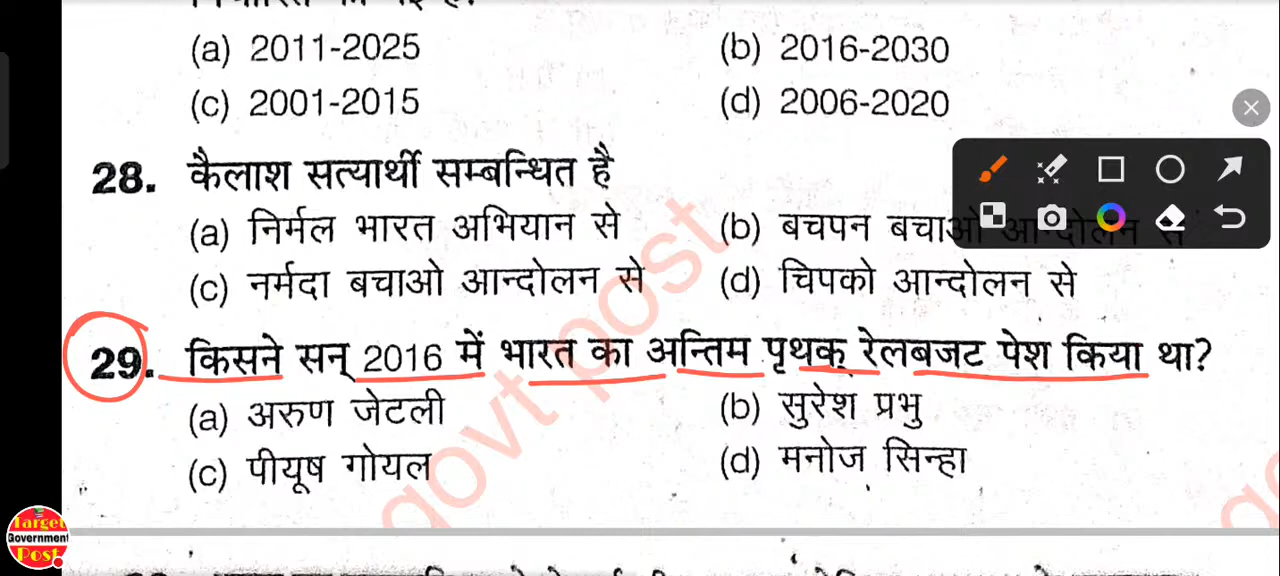 (a) 2011-2025 (b) 2016-2030
(c) 2001-2015 (d) 2006-2020
28. कैलाश सत्यार्थी सम्बन्धित है
(a) निर्मल भारत अभियान से (b) बचपन बचाओ आन्दोलन से
(c) नर्मदा बचाओ आन्दोलन से (d) चिपको आन्दोलन से
29. किसने सन् 2016 में भारत का अन्तिम पृथक् रेलबजट पेश किया था?
(a) अरुण जेटली (b) सुरेश प्रभु
(c) पीयूष गोयल (d) मनोज सिन्हा
govt post
Target
Government
Post